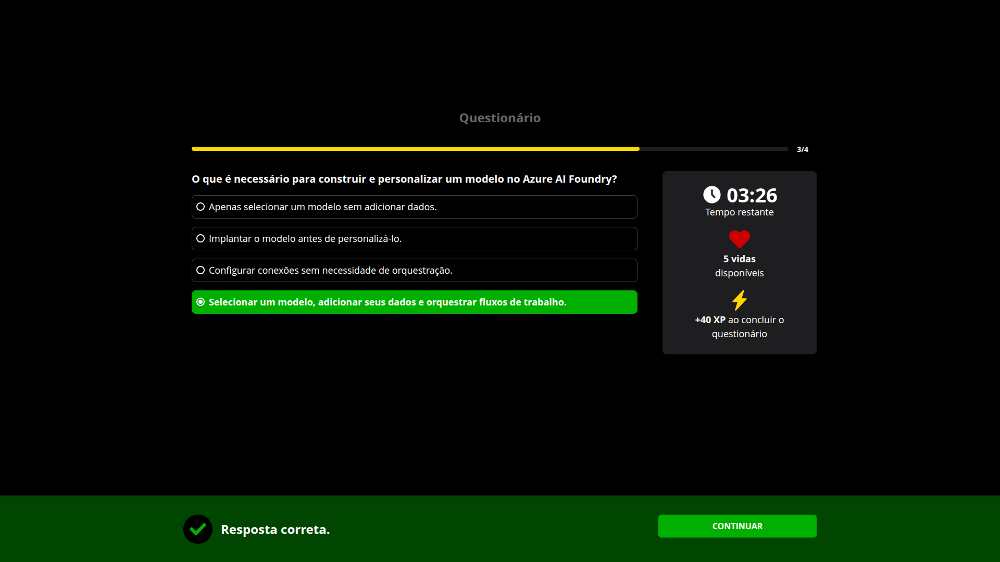 Questionário
3/4
O que é necessário para construir e personalizar um modelo no Azure AI Foundry?
Apenas selecionar um modelo sem adicionar dados.
Implantar o modelo antes de personalizá-lo.
Configurar conexões sem necessidade de orquestração.
Selecionar um modelo, adicionar seus dados e orquestrar fluxos de trabalho.
03:26
Tempo restante
5 vidas
disponíveis
+40 XP ao concluir o
questionário
Resposta correta.
CONTINUAR